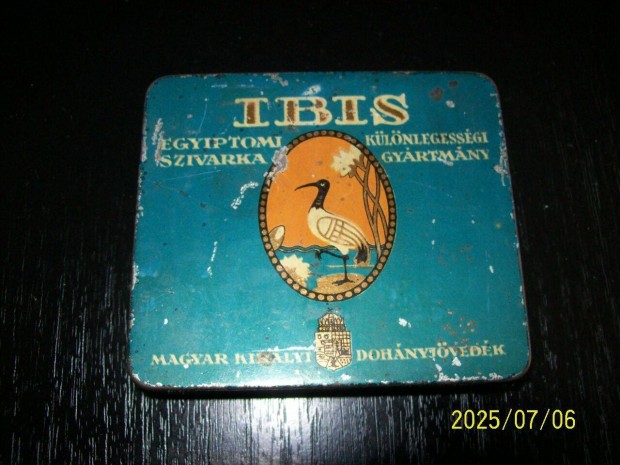 IBIS
EGYIPTOMI KÜLÖNLEGESSÉGI
SZIVARKA GYÁRTMÁNY
MAGYAR KIRÁLYI DOHÁNYJÖVEDÉK
2025/07/06